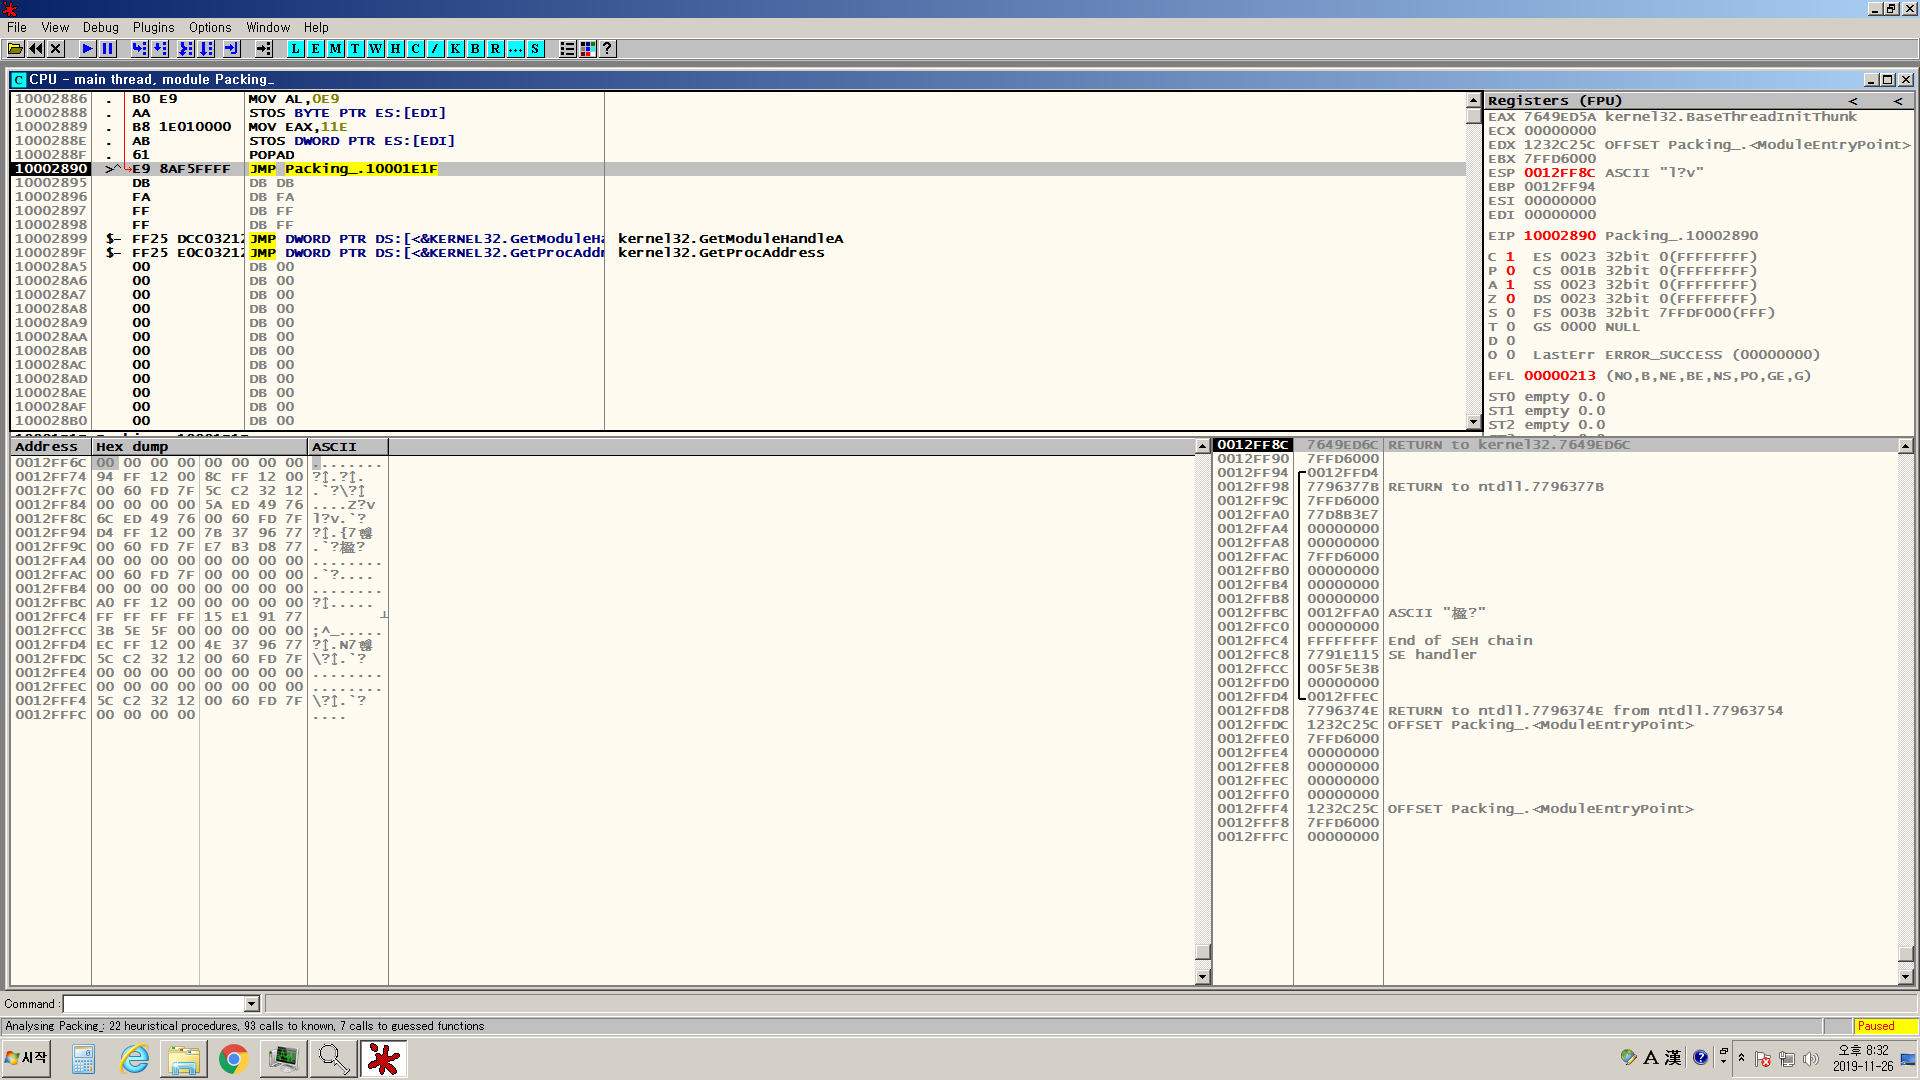 File View Debug Plugins Options Window Help
L E M T W H C / K B R ... S ?
C CPU - main thread, module Packing_
10002886 . B0 E9 MOV AL,0E9
10002888 . AA STOS BYTE PTR ES:[EDI]
10002889 . B8 1E010000 MOV EAX,11E
1000288E . AB STOS DWORD PTR ES:[EDI]
1000288F . 61 POPAD
10002890 >^ E9 8AF5FFFF JMP Packing_.10001E1F
10002895 DB DB DB
10002896 FA DB FA
10002897 FF DB FF
10002898 FF DB FF
10002899 $- FF25 DCC03212 JMP DWORD PTR DS:[<&KERNEL32.GetModuleHa kernel32.GetModuleHandleA
1000289F $- FF25 E0C03212 JMP DWORD PTR DS:[<&KERNEL32.GetProcAddr kernel32.GetProcAddress
100028A5 00 DB 00
100028A6 00 DB 00
100028A7 00 DB 00
100028A8 00 DB 00
100028A9 00 DB 00
100028AA 00 DB 00
100028AB 00 DB 00
100028AC 00 DB 00
100028AD 00 DB 00
100028AE 00 DB 00
100028AF 00 DB 00
100028B0 00 DB 00
Registers (FPU) < <
EAX 7649ED5A kernel32.BaseThreadInitThunk
ECX 00000000
EDX 1232C25C OFFSET Packing_.<ModuleEntryPoint>
EBX 7FFD6000
ESP 0012FF8C ASCII "l?v"
EBP 0012FF94
ESI 00000000
EDI 00000000
EIP 10002890 Packing_.10002890
C 1 ES 0023 32bit 0(FFFFFFFF)
P 0 CS 001B 32bit 0(FFFFFFFF)
A 1 SS 0023 32bit 0(FFFFFFFF)
Z 0 DS 0023 32bit 0(FFFFFFFF)
S 0 FS 003B 32bit 7FFDF000(FFF)
T 0 GS 0000 NULL
D 0
O 0 LastErr ERROR_SUCCESS (00000000)
EFL 00000213 (NO,B,NE,BE,NS,PO,GE,G)
ST0 empty 0.0
ST1 empty 0.0
ST2 empty 0.0
Address Hex dump ASCII
0012FF6C 00 00 00 00 00 00 00 00 ........
0012FF74 94 FF 12 00 8C FF 12 00 ?↕.?↕.
0012FF7C 00 60 FD 7F 5C C2 32 12 .`?\?↕
0012FF84 00 00 00 00 5A ED 49 76 ....Z?v
0012FF8C 6C ED 49 76 00 60 FD 7F l?v.`?
0012FF94 D4 FF 12 00 7B 37 96 77 ?↕.{7
0012FF9C 00 60 FD 7F E7 B3 D8 77 .`?
0012FFA4 00 00 00 00 00 00 00 00 ........
0012FFAC 00 60 FD 7F 00 00 00 00 .`?....
0012FFB4 00 00 00 00 00 00 00 00 ........
0012FFBC A0 FF 12 00 00 00 00 00 ?↕.....
0012FFC4 FF FF FF FF 15 E1 91 77 ┴
0012FFCC 3B 5E 5F 00 00 00 00 00 ;^_.....
0012FFD4 EC FF 12 00 4E 37 96 77 ?↕.N7
0012FFDC 5C C2 32 12 00 60 FD 7F \?↕.`?
0012FFE4 00 00 00 00 00 00 00 00 ........
0012FFEC 00 00 00 00 00 00 00 00 ........
0012FFF4 5C C2 32 12 00 60 FD 7F \?↕.`?
0012FFFC 00 00 00 00 ....
0012FF8C 7649ED6C RETURN to kernel32.7649ED6C
0012FF90 7FFD6000
0012FF94 0012FFD4
0012FF98 7796377B RETURN to ntdll.7796377B
0012FF9C 7FFD6000
0012FFA0 77D8B3E7
0012FFA4 00000000
0012FFA8 00000000
0012FFAC 7FFD6000
0012FFB0 00000000
0012FFB4 00000000
0012FFB8 00000000
0012FFBC 0012FFA0 ASCII "?"
0012FFC0 00000000
0012FFC4 FFFFFFFF End of SEH chain
0012FFC8 7791E115 SE handler
0012FFCC 005F5E3B
0012FFD0 00000000
0012FFD4 0012FFEC
0012FFD8 7796374E RETURN to ntdll.7796374E from ntdll.77963754
0012FFDC 1232C25C OFFSET Packing_.<ModuleEntryPoint>
0012FFE0 7FFD6000
0012FFE4 00000000
0012FFE8 00000000
0012FFEC 00000000
0012FFF0 00000000
0012FFF4 1232C25C OFFSET Packing_.<ModuleEntryPoint>
0012FFF8 7FFD6000
0012FFFC 00000000
Command :
Analysing Packing_: 22 heuristical procedures, 93 calls to known, 7 calls to guessed functions Paused
시작 A 漢 ? 오후 8:32
2019-11-26